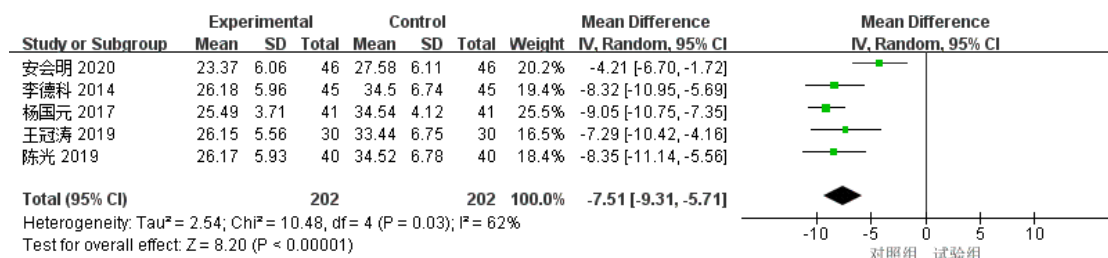 Experimental Control Mean Difference Mean Difference
Study or Subgroup Mean SD Total Mean SD Total Weight IV, Random, 95% CI IV, Random, 95% CI
安会明 2020 23.37 6.06 46 27.58 6.11 46 20.2% -4.21 [-6.70, -1.72]
李德科 2014 26.18 5.96 45 34.5 6.74 45 19.4% -8.32 [-10.95, -5.69]
杨国元 2017 25.49 3.71 41 34.54 4.12 41 25.5% -9.05 [-10.75, -7.35]
王冠涛 2019 26.15 5.56 30 33.44 6.75 30 16.5% -7.29 [-10.42, -4.16]
陈光 2019 26.17 5.93 40 34.52 6.78 40 18.4% -8.35 [-11.14, -5.56]
Total (95% CI) 202 202 100.0% -7.51 [-9.31, -5.71]
Heterogeneity: Tau² = 2.54; Chi² = 10.48, df = 4 (P = 0.03); I² = 62%
Test for overall effect: Z = 8.20 (P < 0.00001)
-10 -5 0 5 10
对照组 试验组